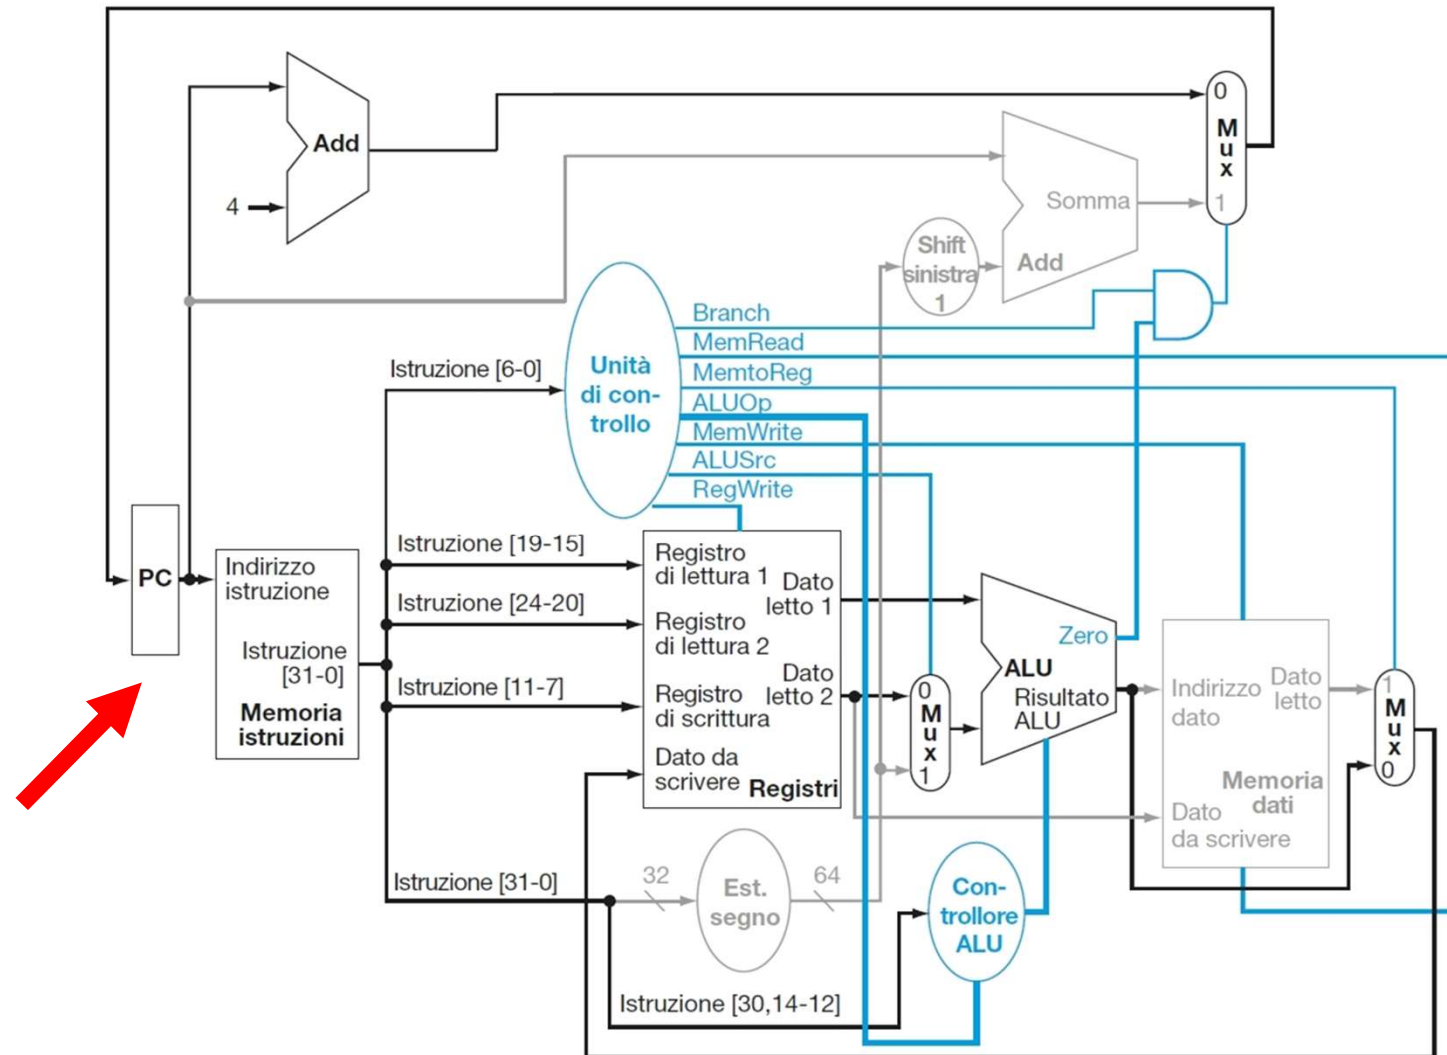 Add
4
0
M
u
x
1
Somma
Add
Shift
sinistra
1
Branch
MemRead
MemtoReg
ALUOp
MemWrite
ALUSrc
RegWrite
Unità
di con-
trollo
Istruzione [6-0]
PC
Indirizzo
istruzione
Istruzione
[31-0]
Memoria
istruzioni
Istruzione [19-15]
Istruzione [24-20]
Istruzione [11-7]
Istruzione [31-0]
Registro
di lettura 1
Registro
di lettura 2
Registro
di scrittura
Dato da
scrivere
Registri
Dato
letto 1
Dato
letto 2
0
M
u
x
1
Zero
ALU
Risultato
ALU
Indirizzo
dato
Dato
letto
Memoria
dati
Dato
da scrivere
1
M
u
x
0
32
Est.
segno
64
Con-
trollore
ALU
Istruzione [30,14-12]